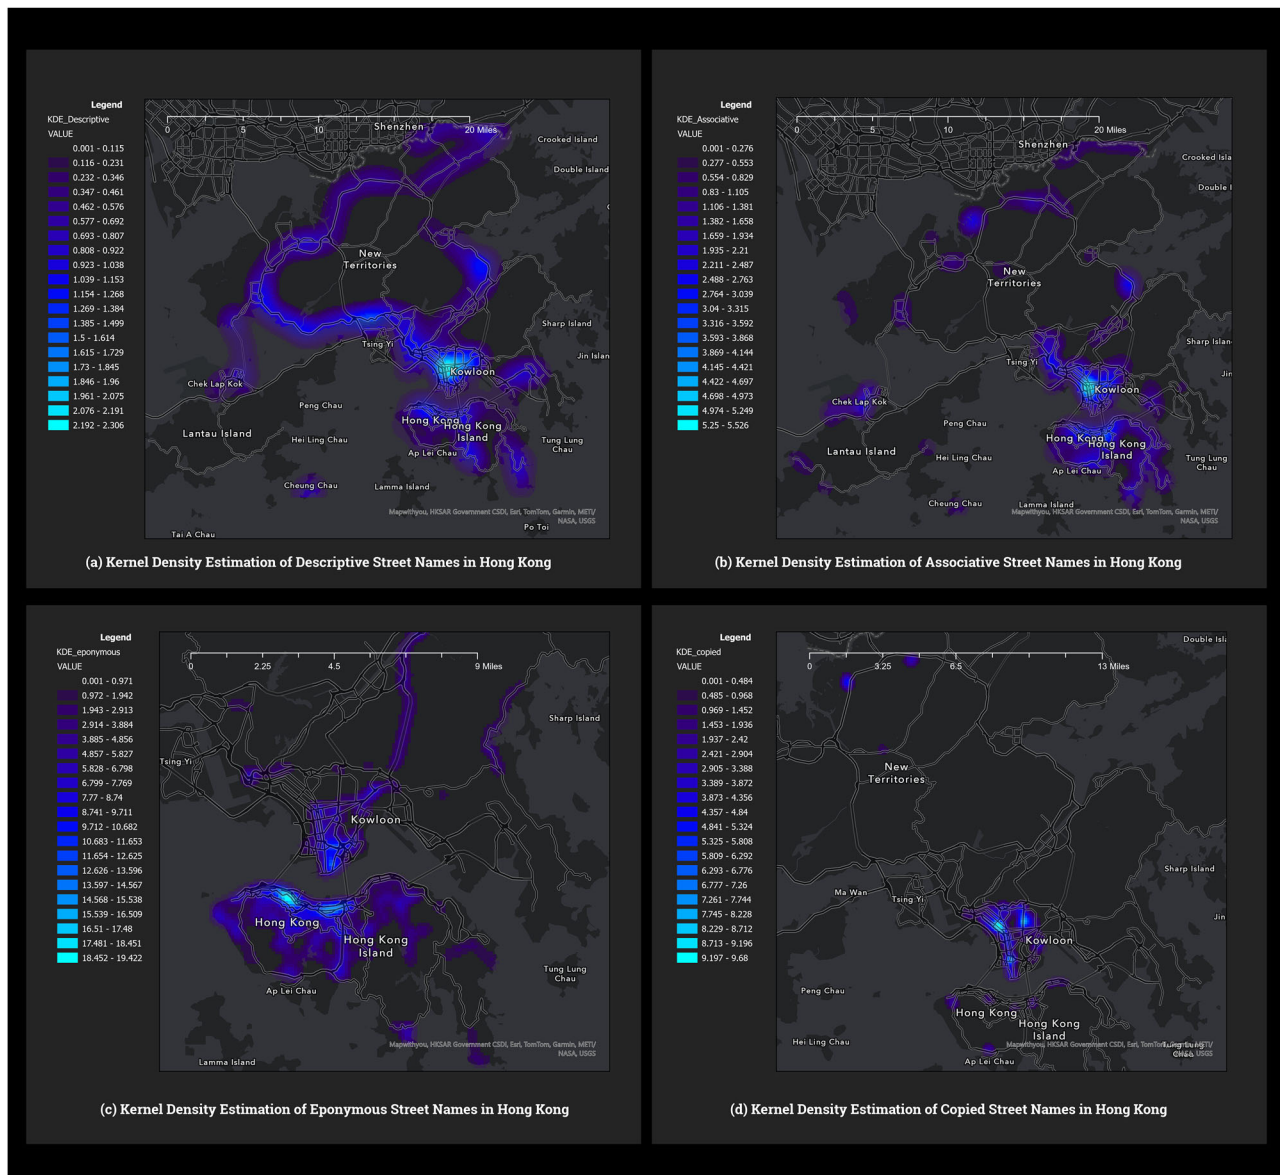 Legend
KDE_Descriptive
VALUE
0.001 - 0.115
0.116 - 0.231
0.232 - 0.346
0.347 - 0.461
0.462 - 0.576
0.577 - 0.692
0.693 - 0.807
0.808 - 0.922
0.923 - 1.038
1.039 - 1.153
1.154 - 1.268
1.269 - 1.384
1.385 - 1.499
1.5 - 1.614
1.615 - 1.729
1.73 - 1.845
1.846 - 1.96
1.961 - 2.075
2.076 - 2.191
2.192 - 2.306
0 5 10 20 Miles
Shenzhen
Crooked Island
Double Island
New
Territories
Sharp Island
Tsing Yi
Jin Islan
Kowloon
Chek Lap Kok
Peng Chau
Hong Kong
Hong Kong
Island
Lantau Island
Hei Ling Chau
Ap Lei Chau
Tung Lung
Chau
Cheung Chau
Lamma Island
Mapwithyou, HKSAR Government CSDI, Esri, TomTom, Garmin, METI/
NASA, USGS
Po Toi
Tai A Chau
(a) Kernel Density Estimation of Descriptive Street Names in Hong Kong
Legend
KDE_Associative
VALUE
0.001 - 0.276
0.277 - 0.553
0.554 - 0.829
0.83 - 1.105
1.106 - 1.381
1.382 - 1.658
1.659 - 1.934
1.935 - 2.21
2.211 - 2.487
2.488 - 2.763
2.764 - 3.039
3.04 - 3.315
3.316 - 3.592
3.593 - 3.868
3.869 - 4.144
4.145 - 4.421
4.422 - 4.697
4.698 - 4.973
4.974 - 5.249
5.25 - 5.526
0 5 10 20 Miles
Shenzhen
Crooked Isla
Double I
New
Territories
Sharp Island
Tsing Yi
Jin
Kowloon
Chek Lap Kok
Peng Chau
Hong Kong
Hong Kong
Island
Lantau Island
Hei Ling Chau
Ap Lei Chau
Tung Lung
Chau
Cheung Chau
Lamma Island
Mapwithyou, HKSAR Government CSDI, Esri, TomTom, Garmin, METI/
NASA, USGS
(b) Kernel Density Estimation of Associative Street Names in Hong Kong
Legend
KDE_eponymous
VALUE
0.001 - 0.971
0.972 - 1.942
1.943 - 2.913
2.914 - 3.884
3.885 - 4.856
4.857 - 5.827
5.828 - 6.798
6.799 - 7.769
7.77 - 8.74
8.741 - 9.711
9.712 - 10.682
10.683 - 11.653
11.654 - 12.625
12.626 - 13.596
13.597 - 14.567
14.568 - 15.538
15.539 - 16.509
16.51 - 17.48
17.481 - 18.451
18.452 - 19.422
0 2.25 4.5 9 Miles
Sharp Island
Tsing Yi
Kowloon
Hong Kong
Hong Kong
Island
Tung Lung
Chau
Ap Lei Chau
Mapwithyou, HKSAR Government CSDI, Esri, TomTom, Garmin, METI/
NASA, USGS
Lamma Island
(c) Kernel Density Estimation of Eponymous Street Names in Hong Kong
Legend
KDE_copied
VALUE
0.001 - 0.484
0.485 - 0.968
0.969 - 1.452
1.453 - 1.936
1.937 - 2.42
2.421 - 2.904
2.905 - 3.388
3.389 - 3.872
3.873 - 4.356
4.357 - 4.84
4.841 - 5.324
5.325 - 5.808
5.809 - 6.292
6.293 - 6.776
6.777 - 7.26
7.261 - 7.744
7.745 - 8.228
8.229 - 8.712
8.713 - 9.196
9.197 - 9.68
Double Isla
0 3.25 6.5 13 Miles
New
Territories
Sharp Island
Ma Wan
Tsing Yi
Jin
Kowloon
Peng Chau
Hong Kong
Hong Kong
Island
Hei Ling Chau
Mapwithyou, HKSAR Government CSDI, Esri, TomTom, Garmin, METI/
NASA, USGS
Tung Lung
Chau
Ap Lei Chau
(d) Kernel Density Estimation of Copied Street Names in Hong Kong